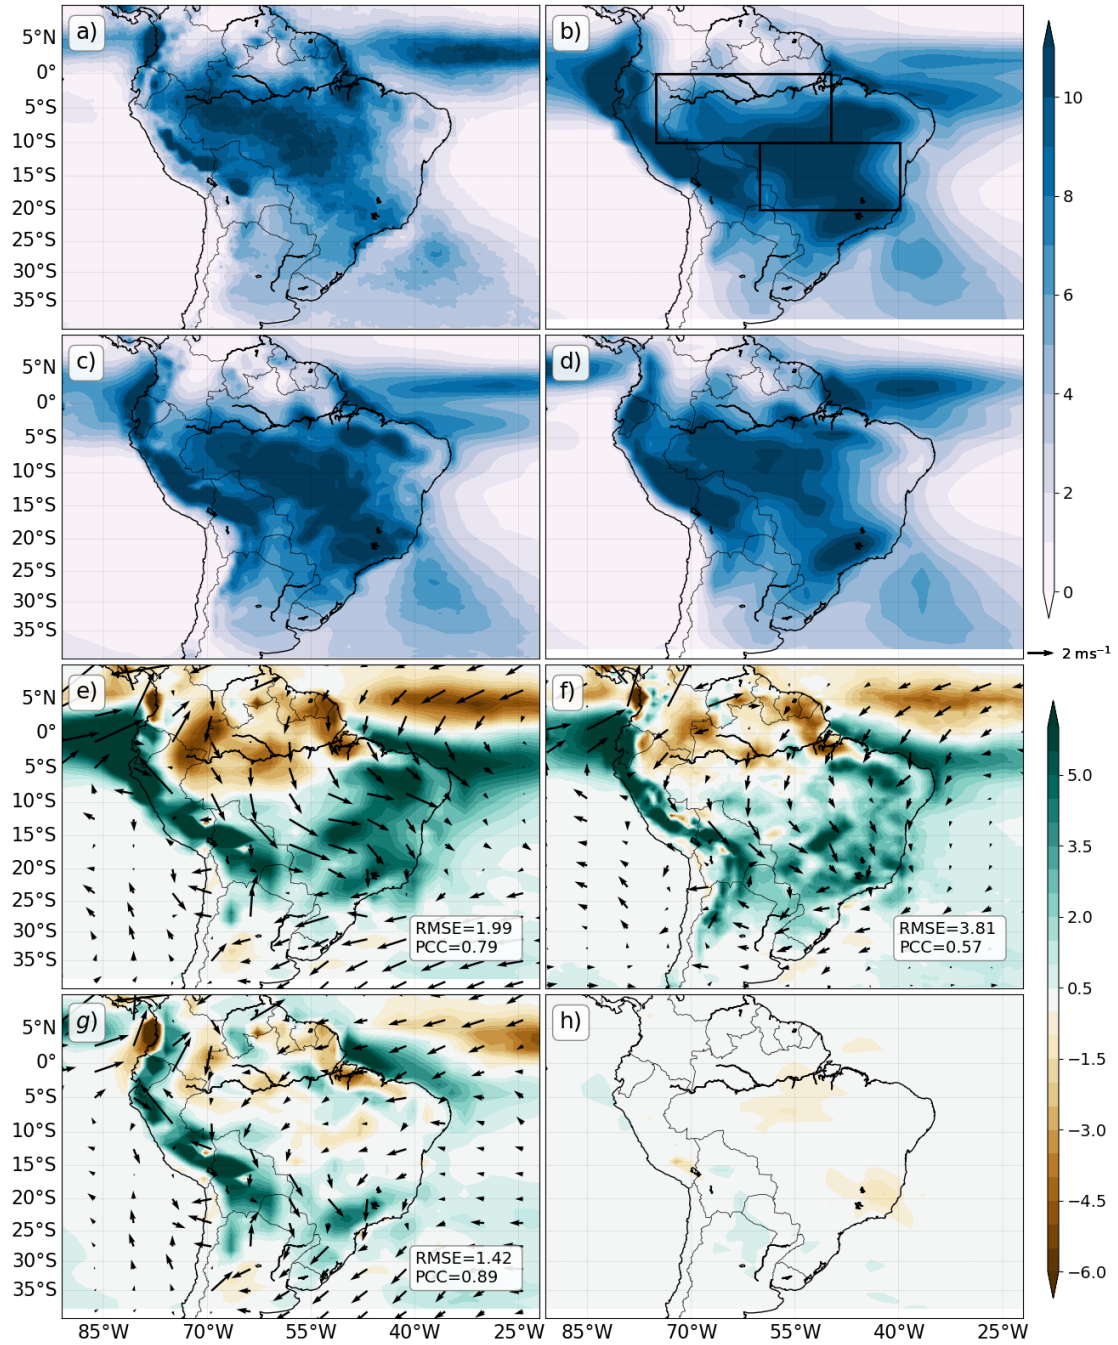 a)
b)
5°N
0°
5°S
10°S
15°S
20°S
25°S
30°S
35°S
10
8
6
4
2
0
c)
d)
5°N
0°
5°S
10°S
15°S
20°S
25°S
30°S
35°S
2 ms⁻¹
e)
f)
5°N
0°
5°S
10°S
15°S
20°S
25°S
30°S
35°S
RMSE=1.99
PCC=0.79
RMSE=3.81
PCC=0.57
5.0
3.5
2.0
0.5
−1.5
−3.0
−4.5
−6.0
g)
h)
5°N
0°
5°S
10°S
15°S
20°S
25°S
30°S
35°S
RMSE=1.42
PCC=0.89
85°W 70°W 55°W 40°W 25°W
85°W 70°W 55°W 40°W 25°W